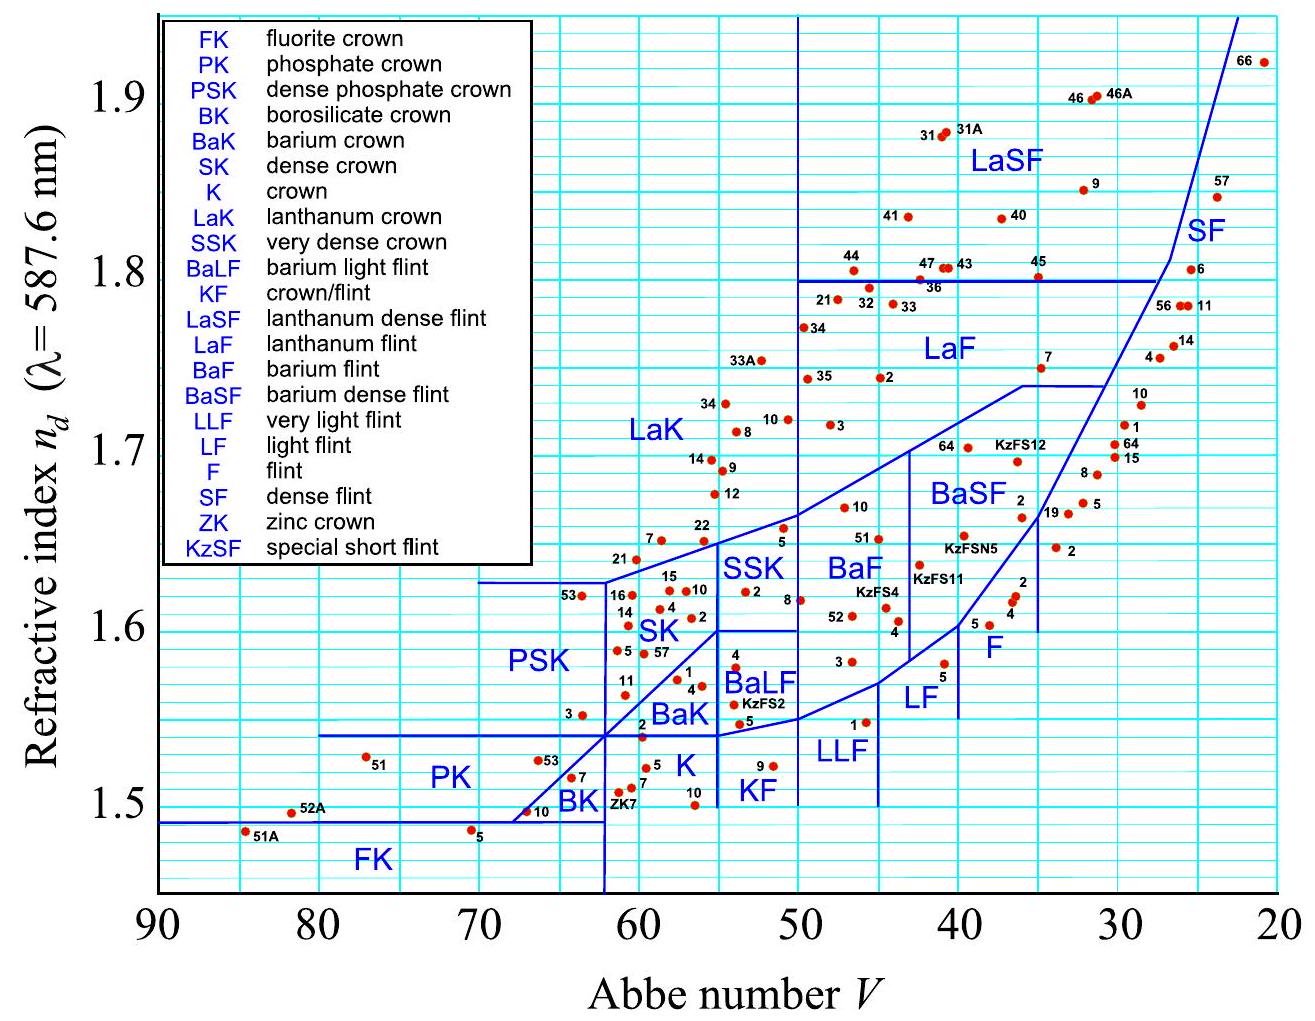 FK fluorite crown
PK phosphate crown
PSK dense phosphate crown
BK borosilicate crown
BaK barium crown
SK dense crown
K crown
LaK lanthanum crown
SSK very dense crown
BaLF barium light flint
KF crown/flint
LaSF lanthanum dense flint
LaF lanthanum flint
BaF barium flint
BaSF barium dense flint
LLF very light flint
LF light flint
F flint
SF dense flint
ZK zinc crown
KzSF special short flint
Refractive index nd (λ= 587.6 nm)
1.9
1.8
1.7
1.6
1.5
66
46 46A
31 31A
LaSF
9
57
41 40
SF
44 47 43 45 6
36
21 32 33 56 11
34
LaF
14
33A 7 4
35 2
34 10
LaK 8 10 3 1
64 KzFS12 64
14 9 15
8
12 BaSF
10 2 5
19
22 5
7 51 KzFSN5 2
21 SSK BaF
KzFS11
15 10 2 KzFS4 2
53 16 8
4 4
14 2 52 4 5
SK
PSK 5 57 F
4 3
11 1 BaLF 5
4 LF
BaK KzFS2
3 2 5 1
LLF
51 53 5 K 9
PK 7 7 KF
BK ZK7
52A 10 10
51A 5
FK
90 80 70 60 50 40 30 20
Abbe number V